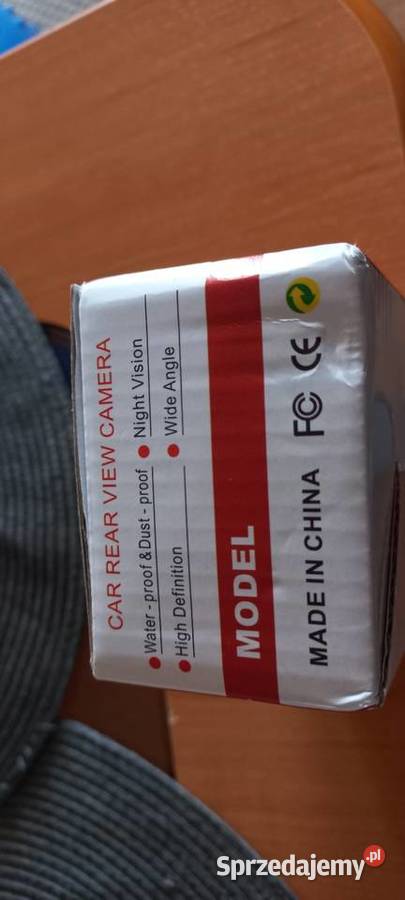 CAR REAR VIEW CAMERA
Water - proof & Dust - proof
Night Vision
High Definition
Wide Angle
MODEL
MADE IN CHINA FC CE
Sprzedajemy.pl